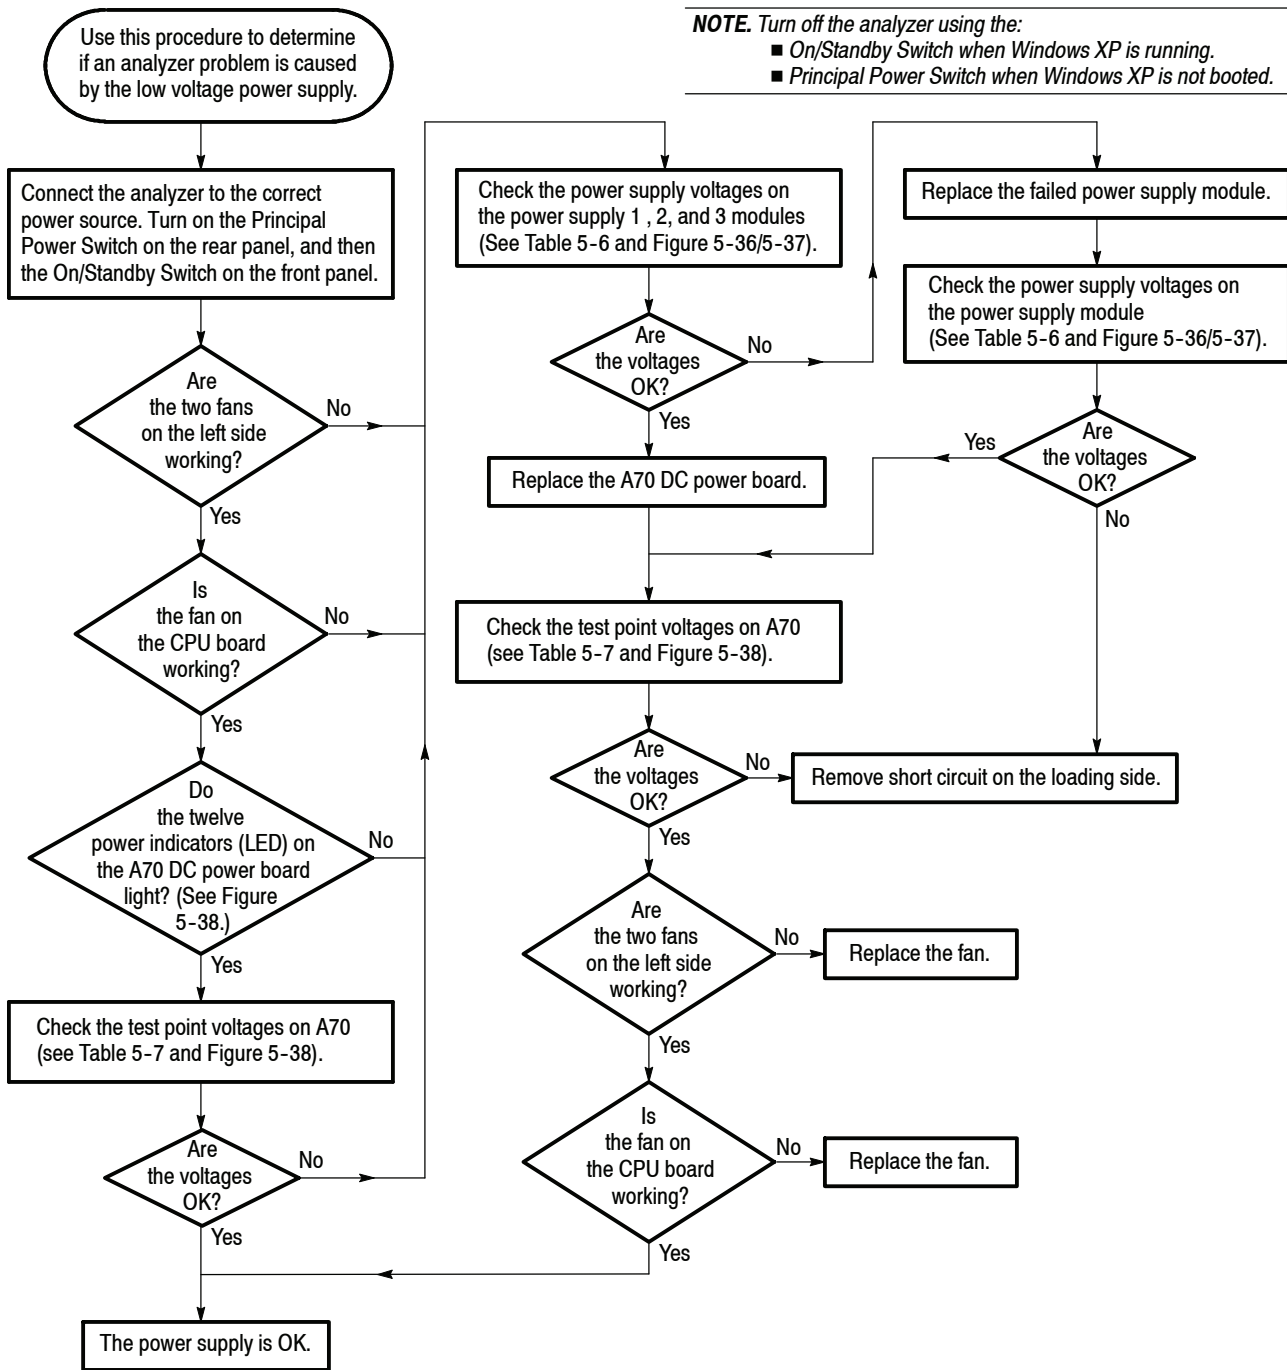 Use this procedure to determine
if an analyzer problem is caused
by the low voltage power supply.
NOTE. Turn off the analyzer using the:
■ On/Standby Switch when Windows XP is running.
■ Principal Power Switch when Windows XP is not booted.
Connect the analyzer to the correct
power source. Turn on the Principal
Power Switch on the rear panel, and then
the On/Standby Switch on the front panel.
Are
the two fans
on the left side
working?
No
Yes
Is
the fan on
the CPU board
working?
No
Yes
Do
the twelve
power indicators (LED) on
the A70 DC power board
light? (See Figure
5-38.)
No
Yes
Check the test point voltages on A70
(see Table 5-7 and Figure 5-38).
Are
the voltages
OK?
No
Yes
The power supply is OK.
Check the power supply voltages on
the power supply 1 , 2, and 3 modules
(See Table 5-6 and Figure 5-36/5-37).
Are
the voltages
OK?
No
Yes
Replace the A70 DC power board.
Check the test point voltages on A70
(see Table 5-7 and Figure 5-38).
Are
the voltages
OK?
No
Yes
Remove short circuit on the loading side.
Are
the two fans
on the left side
working?
No
Replace the fan.
Yes
Is
the fan on
the CPU board
working?
No
Replace the fan.
Yes
Replace the failed power supply module.
Check the power supply voltages on
the power supply module
(See Table 5-6 and Figure 5-36/5-37).
Are
the voltages
OK?
Yes
No